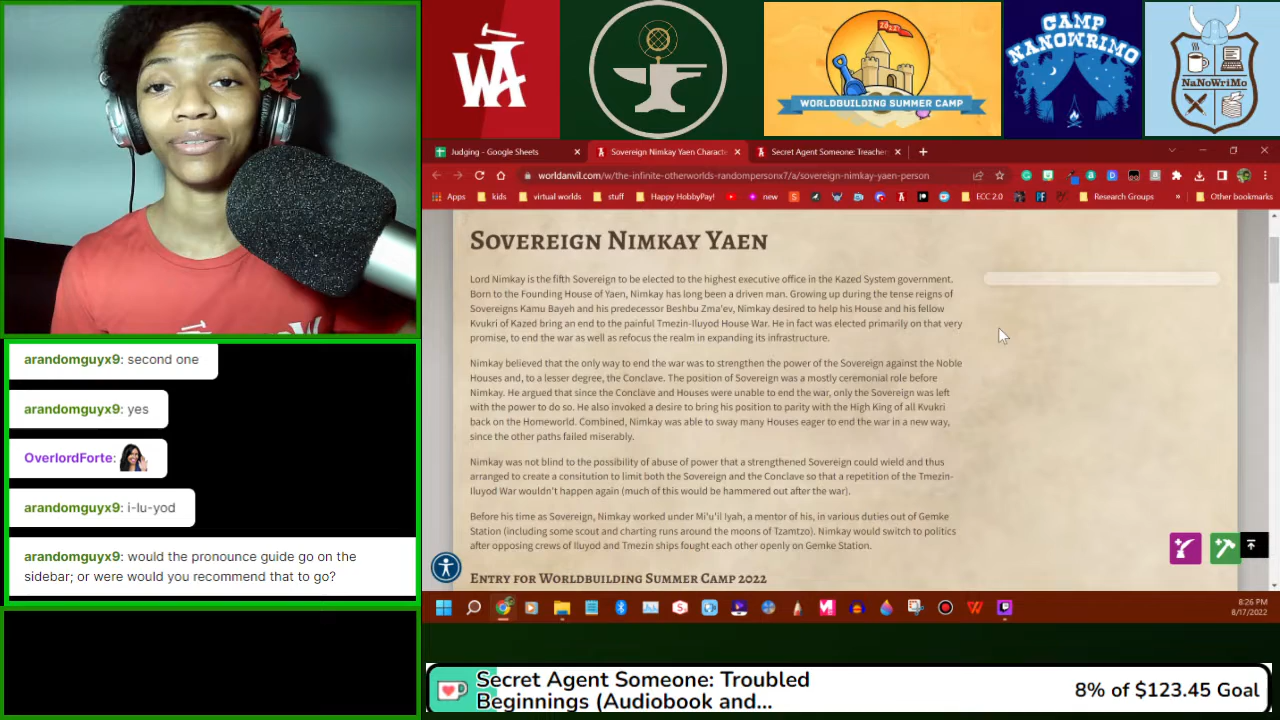 WA
2022
WORLDBUILDING SUMMER CAMP
CAMP
NANOWRIMO
NaNoWriMo
Judging - Google Sheets
Sovereign Nimkay Yaen Characte
Secret Agent Someone: Treacher
worldanvil.com/w/the-infinite-otherworlds-randompersonx7/a/sovereign-nimkay-yaen-person
Apps
kids
virtual worlds
stuff
Happy HobbyPay!
new
ECC 2.0
Research Groups
»
Other bookmarks
SOVEREIGN NIMKAY YAEN
Lord Nimkay is the fifth Sovereign to be elected to the highest executive office in the Kazed System government.
Born to the Founding House of Yaen, Nimkay has long been a driven man. Growing up during the tense reigns of
Sovereigns Kamu Bayeh and his predecessor Beshbu Zma'ev, Nimkay desired to help his House and his fellow
Kvukri of Kazed bring an end to the painful Tmezin-Iluyod House War. He in fact was elected primarily on that very
promise, to end the war as well as refocus the realm in expanding its infrastructure.
Nimkay believed that the only way to end the war was to strengthen the power of the Sovereign against the Noble
Houses and, to a lesser degree, the Conclave. The position of Sovereign was a mostly ceremonial role before
Nimkay. He argued that since the Conclave and Houses were unable to end the war, only the Sovereign was left
with the power to do so. He also invoked a desire to bring his position to parity with the High King of all Kvukri
back on the Homeworld. Combined, Nimkay was able to sway many Houses eager to end the war in a new way,
since the other paths failed miserably.
Nimkay was not blind to the possibility of abuse of power that a strengthened Sovereign could wield and thus
arranged to create a consitution to limit both the Sovereign and the Conclave so that a repetition of the Tmezin-
Iluyod War wouldn't happen again (much of this would be hammered out after the war).
Before his time as Sovereign, Nimkay worked under Mi'u'il Iyah, a mentor of his, in various duties out of Gemke
Station (including some scout and charting runs around the moons of Tzamtzo). Nimkay would switch to politics
after opposing crews of Iluyod and Tmezin ships fought each other openly on Gemke Station.
ENTRY FOR WORLDBUILDING SUMMER CAMP 2022
arandomguyx9: second one
arandomguyx9: yes
OverlordForte:
arandomguyx9: i-lu-yod
arandomguyx9: would the pronounce guide go on the
sidebar; or were would you recommend that to go?
8:26 PM
8/17/2022
Secret Agent Someone: Troubled
Beginnings (Audiobook and...
8% of $123.45 Goal